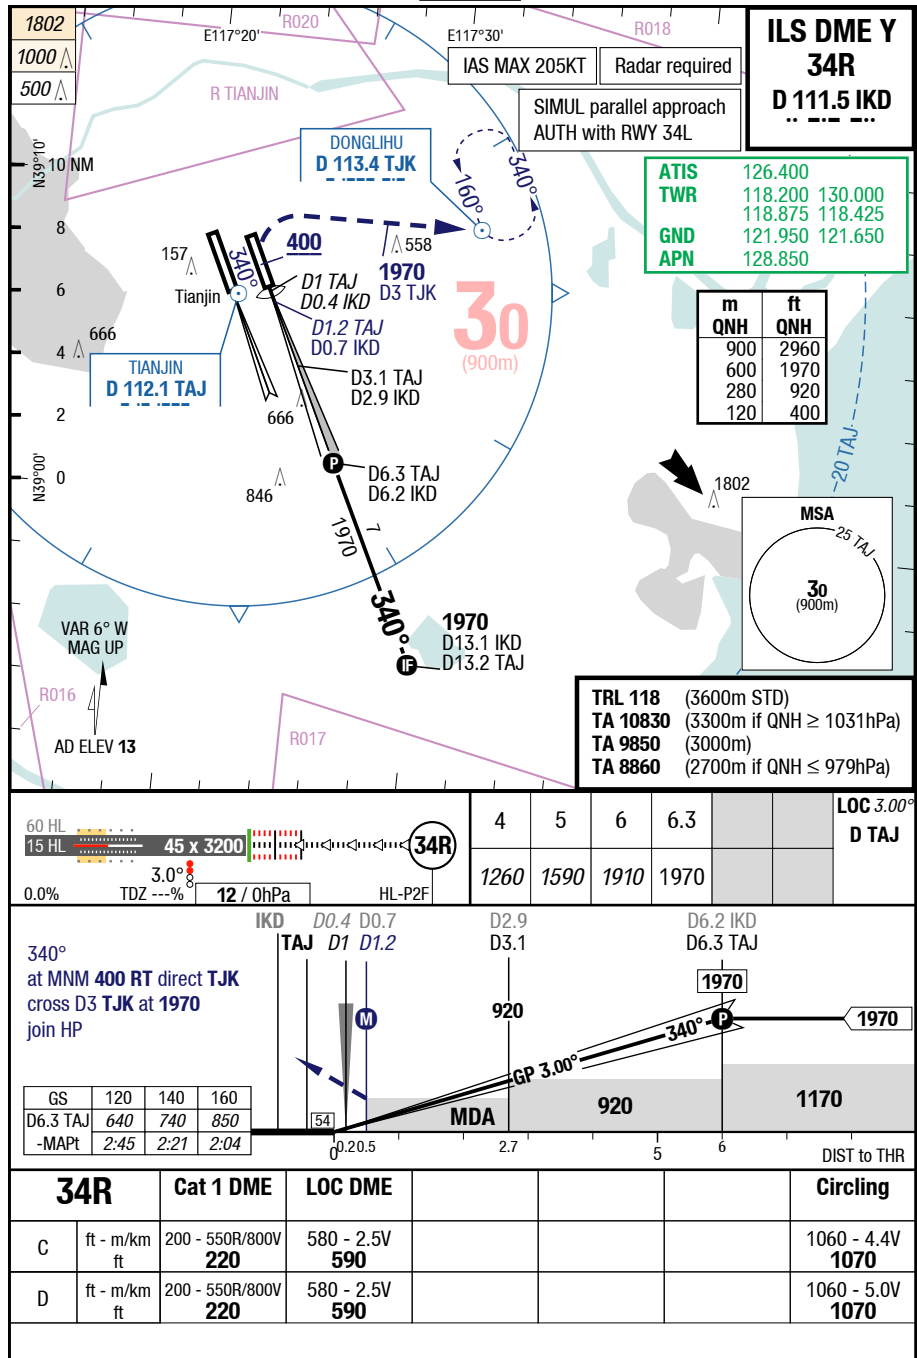 1802
1000
500
R020
E117°20'
E117°30'
R018
IAS MAX 205KT
Radar required
SIMUL parallel approach
AUTH with RWY 34L
ILS DME Y
34R
D 111.5 IKD
R TIANJIN
N39°10'
10 NM
DONGLIHU
D 113.4 TJK
340°
160°
ATIS 126.400
TWR 118.200 130.000
118.875 118.425
GND 121.950 121.650
APN 128.850
8
157
340°
400
558
1970
D3 TJK
6
Tianjin
D1 TAJ
D0.4 IKD
D1.2 TAJ
D0.7 IKD
30
(900m)
m ft
QNH QNH
900 2960
600 1970
280 920
120 400
666
4
TIANJIN
D 112.1 TAJ
D3.1 TAJ
D2.9 IKD
2
666
20 TAJ
N39°00'
0
P
D6.3 TAJ
D6.2 IKD
846
1802
7
1970
MSA
25 TAJ
30
(900m)
340°
1970
D13.1 IKD
D13.2 TAJ
IF
VAR 6° W
MAG UP
R016
AD ELEV 13
R017
TRL 118 (3600m STD)
TA 10830 (3300m if QNH ≥ 1031hPa)
TA 9850 (3000m)
TA 8860 (2700m if QNH ≤ 979hPa)
60 HL
15 HL
45 x 3200
34R
3.0°
0.0%
TDZ ---%
12 / 0hPa
HL-P2F
4 5 6 6.3 LOC 3.00°
D TAJ
1260 1590 1910 1970
IKD D0.4 D0.7 D2.9 D6.2 IKD
TAJ D1 D1.2 D3.1 D6.3 TAJ
340°
at MNM 400 RT direct TJK
cross D3 TJK at 1970
join HP
1970
M
920
340°
P
1970
GP 3.00°
GS 120 140 160
D6.3 TAJ 640 740 850
-MAPt 2:45 2:21 2:04
54
MDA
920
1170
0 0.2 0.5 2.7 5 6 DIST to THR
34R Cat 1 DME LOC DME Circling
C ft - m/km 200 - 550R/800V 580 - 2.5V 1060 - 4.4V
ft 220 590 1070
D ft - m/km 200 - 550R/800V 580 - 2.5V 1060 - 5.0V
ft 220 590 1070